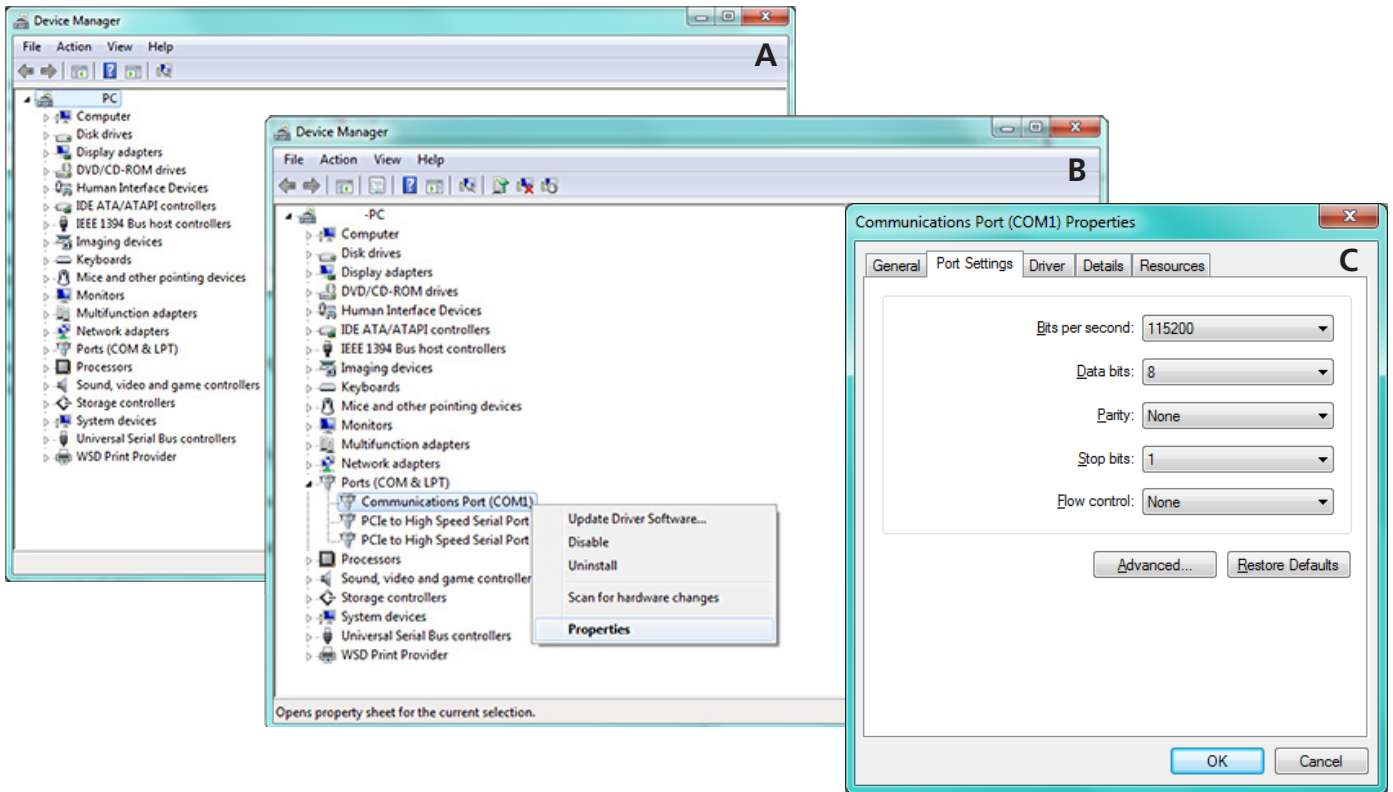 Device Manager
File Action View Help
A
PC
Computer
Disk drives
Display adapters
DVD/CD-ROM drives
Human Interface Devices
IDE ATA/ATAPI controllers
IEEE 1394 Bus host controllers
Imaging devices
Keyboards
Mice and other pointing devices
Monitors
Multifunction adapters
Network adapters
Ports (COM & LPT)
Processors
Sound, video and game controllers
Storage controllers
System devices
Universal Serial Bus controllers
WSD Print Provider
Device Manager
File Action View Help
B
-PC
Computer
Disk drives
Display adapters
DVD/CD-ROM drives
Human Interface Devices
IDE ATA/ATAPI controllers
IEEE 1394 Bus host controllers
Imaging devices
Keyboards
Mice and other pointing devices
Monitors
Multifunction adapters
Network adapters
Ports (COM & LPT)
Communications Port (COM1)
PCIe to High Speed Serial Port
PCIe to High Speed Serial Port
Processors
Sound, video and game controller
Storage controllers
System devices
Universal Serial Bus controllers
WSD Print Provider
Update Driver Software...
Disable
Uninstall
Scan for hardware changes
Properties
Opens property sheet for the current selection.
Communications Port (COM1) Properties
General Port Settings Driver Details Resources
C
Bits per second: 115200
Data bits: 8
Parity: None
Stop bits: 1
Flow control: None
Advanced... Restore Defaults
OK Cancel